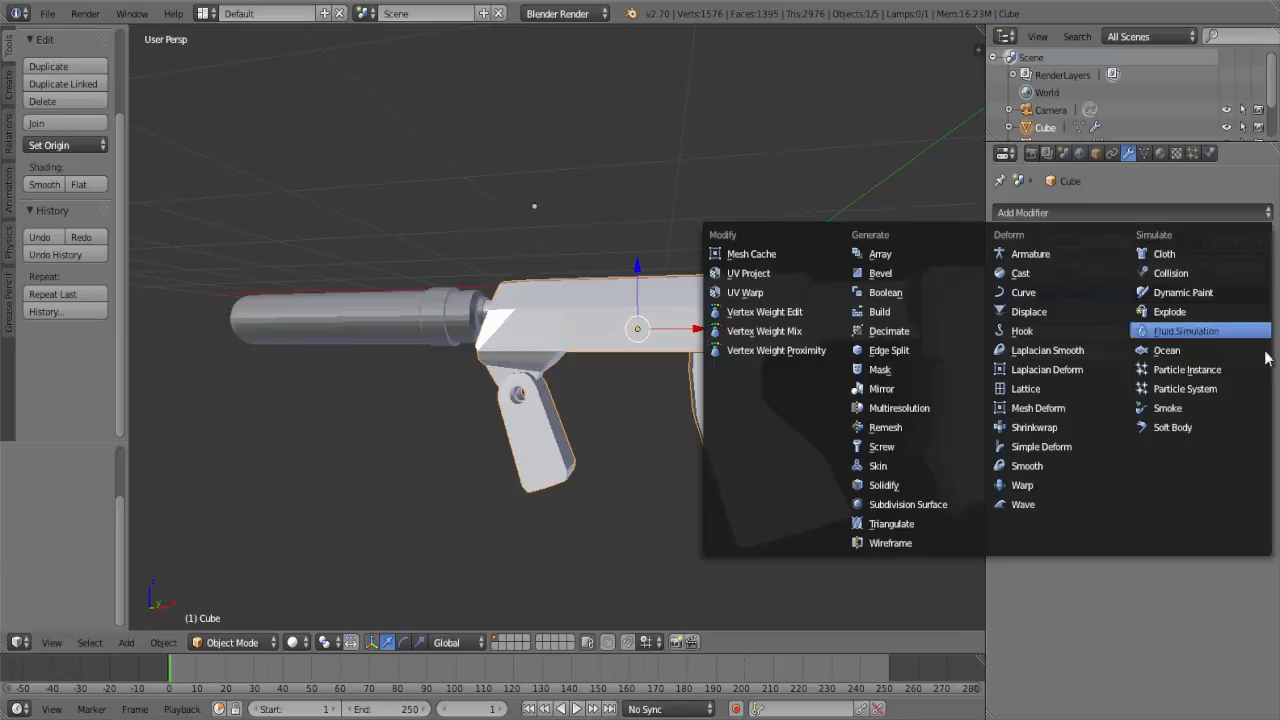 File Render Window Help Default Scene Blender Render v2.70 | Verts:1576 | Faces:1395 | Tris:2976 | Objects:1/5 | Lamps:0/1 | Mem:16.23M | Cube
Tools
Create
Relations
Animation
Physics
Grease Pencil
Edit
Duplicate
Duplicate Linked
Delete
Join
Set Origin
Shading:
Smooth Flat
History
Undo Redo
Undo History
Repeat:
Repeat Last
History...
User Persp
View Search All Scenes
Scene
RenderLayers
World
Camera
Cube
Cube
Add Modifier
Modify
Mesh Cache
UV Project
UV Warp
Vertex Weight Edit
Vertex Weight Mix
Vertex Weight Proximity
Generate
Array
Bevel
Boolean
Build
Decimate
Edge Split
Mask
Mirror
Multiresolution
Remesh
Screw
Skin
Solidify
Subdivision Surface
Triangulate
Wireframe
Deform
Armature
Cast
Curve
Displace
Hook
Laplacian Smooth
Laplacian Deform
Lattice
Mesh Deform
Shrinkwrap
Simple Deform
Smooth
Warp
Wave
Simulate
Cloth
Collision
Dynamic Paint
Explode
Fluid Simulation
Ocean
Particle Instance
Particle System
Smoke
Soft Body
z
y x
(1) Cube
View Select Add Object Object Mode Global
-50 -40 -30 -20 -10 0 10 20 30 40 50 60 70 80 90 100 110 120 130 140 150 160 170 180 190 200 210 220 230 240 250 260 270 280
View Marker Frame Playback Start: 1 End: 250 1 No Sync